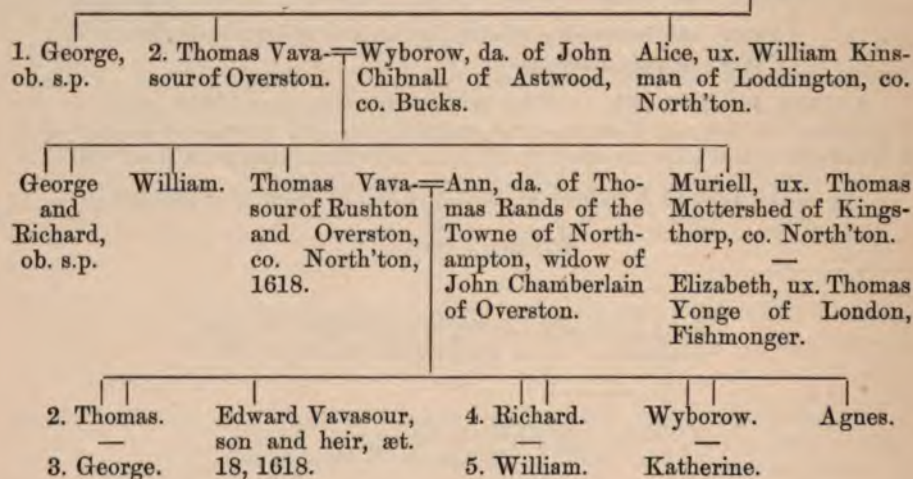 1. George,
ob. s.p.
2. Thomas Vava-
sour of Overston.
Wyborow, da. of John
Chibnall of Astwood,
co. Bucks.
Alice, ux. William Kins-
man of Loddington, co.
North'ton.
George
and
Richard,
ob. s.p.
William.
Thomas Vava-
sour of Rushton
and Overston,
co. North'ton,
1618.
Ann, da. of Tho-
mas Rands of the
Towne of North-
ampton, widow of
John Chamberlain
of Overston.
Muriell, ux. Thomas
Mottershed of Kings-
thorp, co. North'ton.
—
Elizabeth, ux. Thomas
Yonge of London,
Fishmonger.
2. Thomas.
—
3. George.
Edward Vavasour,
son and heir, æt.
18, 1618.
4. Richard.
—
5. William.
Wyborow.
—
Katherine.
Agnes.